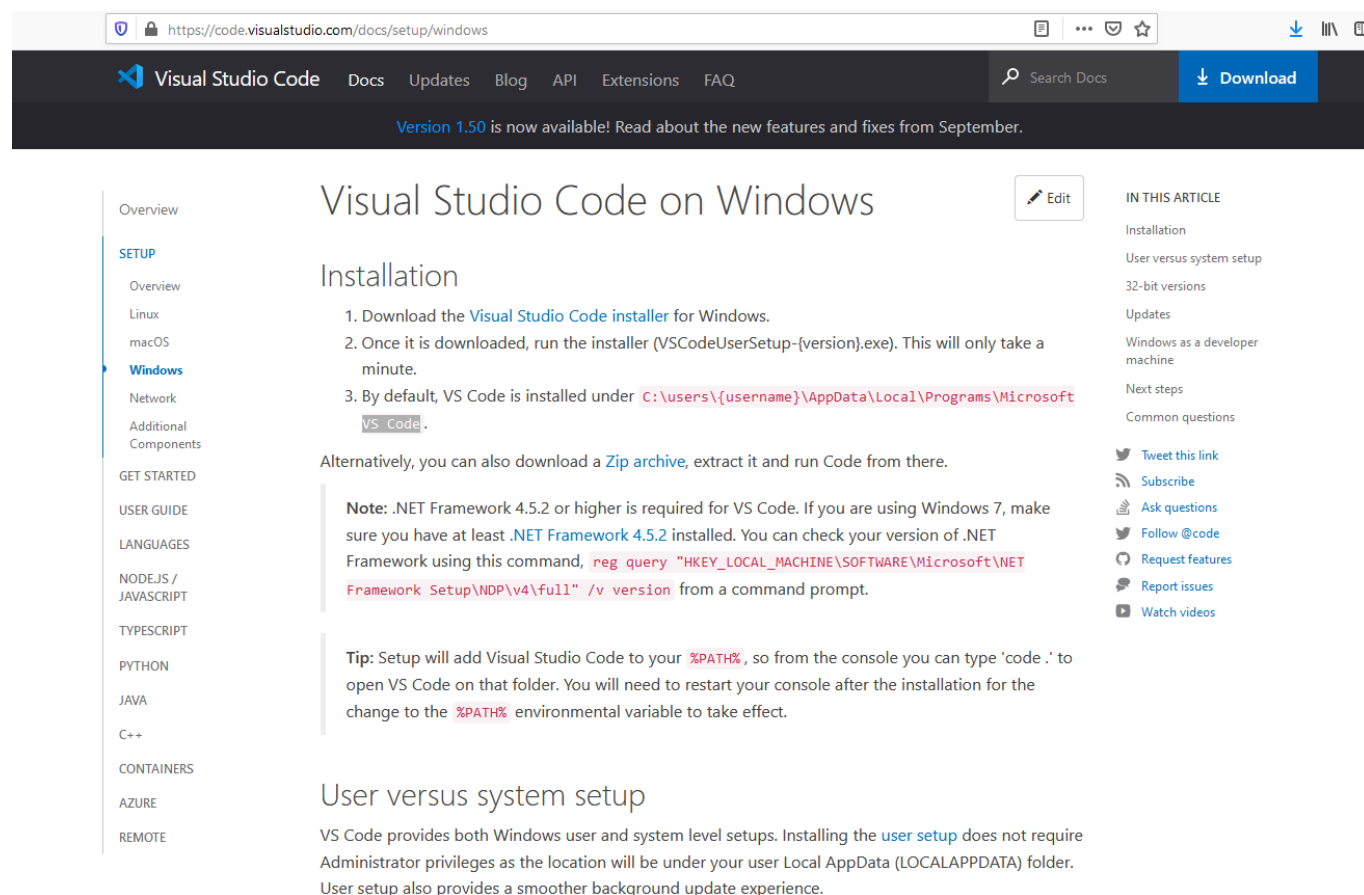 https://code.visualstudio.com/docs/setup/windows
Visual Studio Code Docs Updates Blog API Extensions FAQ Search Docs Download
Version 1.50 is now available! Read about the new features and fixes from September.
Overview
SETUP
Overview
Linux
macOS
Windows
Network
Additional
Components
GET STARTED
USER GUIDE
LANGUAGES
NODE.JS /
JAVASCRIPT
TYPESCRIPT
PYTHON
JAVA
C++
CONTAINERS
AZURE
REMOTE
Visual Studio Code on Windows
Edit
Installation
1. Download the Visual Studio Code installer for Windows.
2. Once it is downloaded, run the installer (VSCodeUserSetup-{version}.exe). This will only take a
minute.
3. By default, VS Code is installed under C:\users\{username}\AppData\Local\Programs\Microsoft
VS Code.
Alternatively, you can also download a Zip archive, extract it and run Code from there.
Note: .NET Framework 4.5.2 or higher is required for VS Code. If you are using Windows 7, make
sure you have at least .NET Framework 4.5.2 installed. You can check your version of .NET
Framework using this command, reg query "HKEY_LOCAL_MACHINE\SOFTWARE\Microsoft\NET
Framework Setup\NDP\v4\full" /v version from a command prompt.
Tip: Setup will add Visual Studio Code to your %PATH%, so from the console you can type 'code .' to
open VS Code on that folder. You will need to restart your console after the installation for the
change to the %PATH% environmental variable to take effect.
User versus system setup
VS Code provides both Windows user and system level setups. Installing the user setup does not require
Administrator privileges as the location will be under your user Local AppData (LOCALAPPDATA) folder.
User setup also provides a smoother background update experience.
IN THIS ARTICLE
Installation
User versus system setup
32-bit versions
Updates
Windows as a developer
machine
Next steps
Common questions
Tweet this link
Subscribe
Ask questions
Follow @code
Request features
Report issues
Watch videos